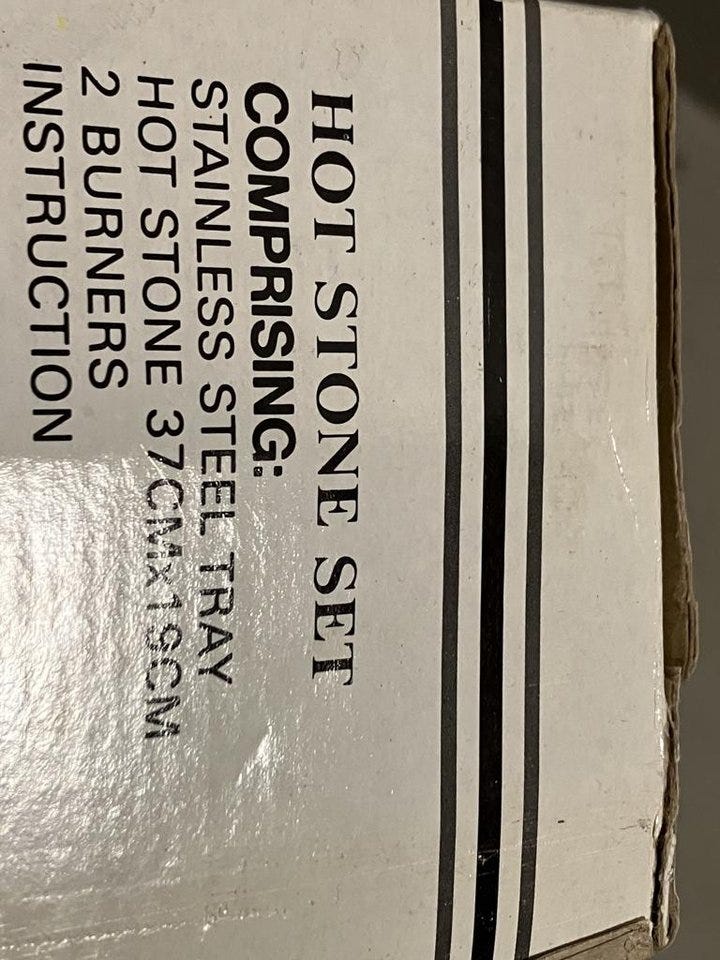 HOT STONE SET
COMPRISING:
STAINLESS STEEL TRAY
HOT STONE 37CMx19CM
2 BURNERS
INSTRUCTION